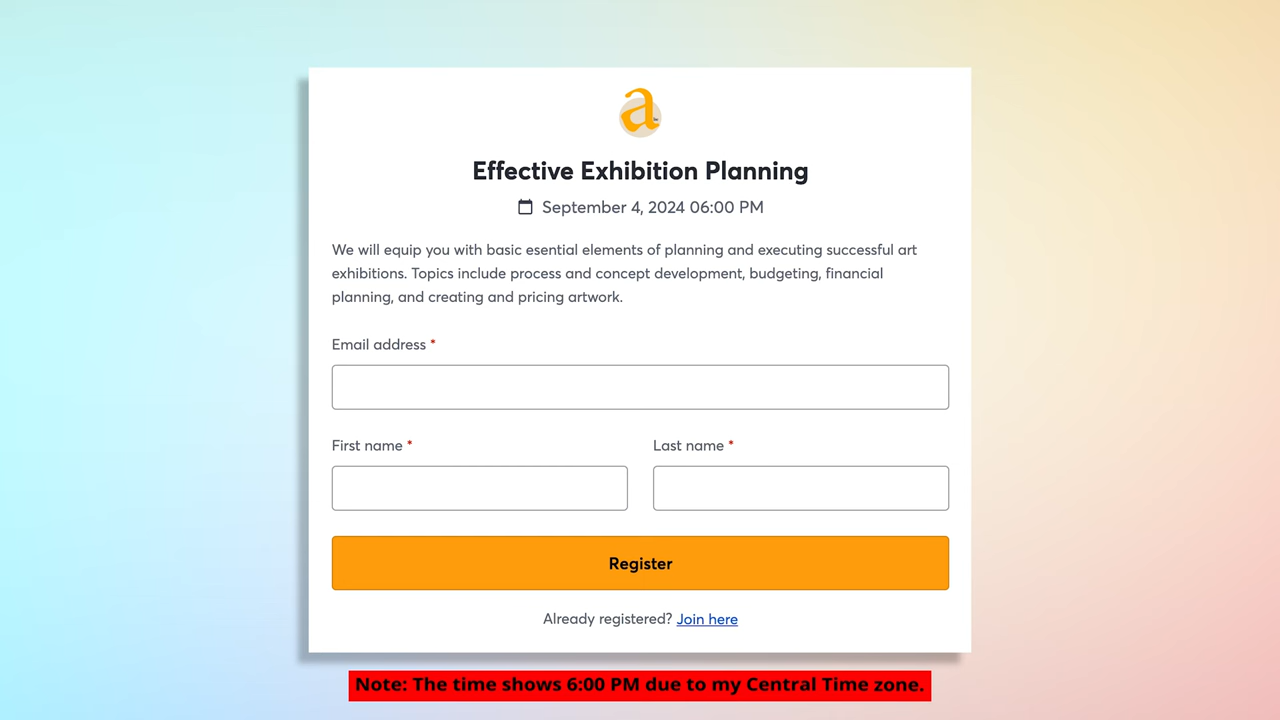 a
Effective Exhibition Planning
September 4, 2024 06:00 PM
We will equip you with basic esential elements of planning and executing successful art
exhibitions. Topics include process and concept development, budgeting, financial
planning, and creating and pricing artwork.
Email address *
First name * Last name *
Register
Already registered? Join here
Note: The time shows 6:00 PM due to my Central Time zone.